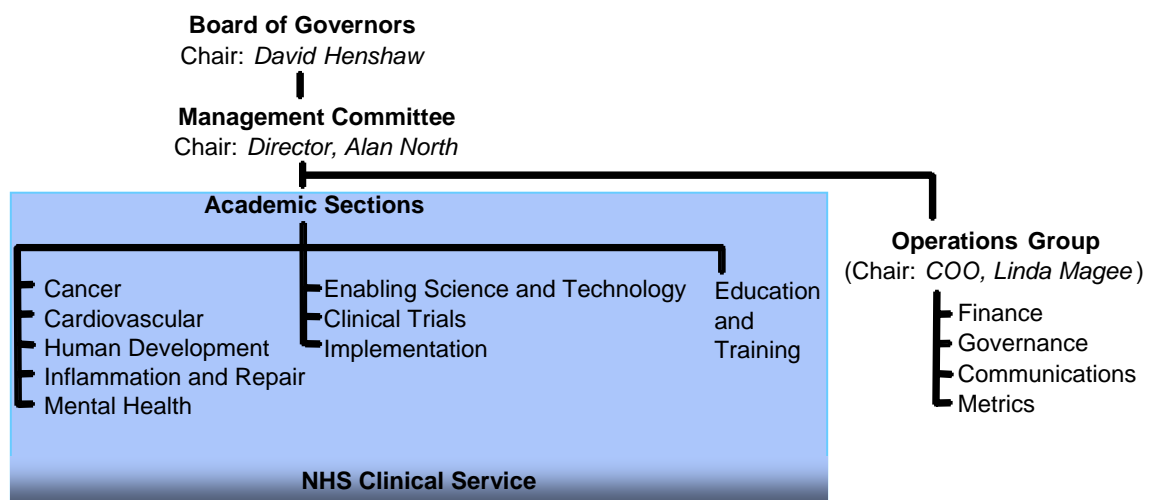 Board of Governors
Chair: David Henshaw
Management Committee
Chair: Director, Alan North
Academic Sections
Cancer
Cardiovascular
Human Development
Inflammation and Repair
Mental Health
Enabling Science and Technology
Clinical Trials
Implementation
Education
and
Training
NHS Clinical Service
Operations Group
(Chair: COO, Linda Magee)
Finance
Governance
Communications
Metrics